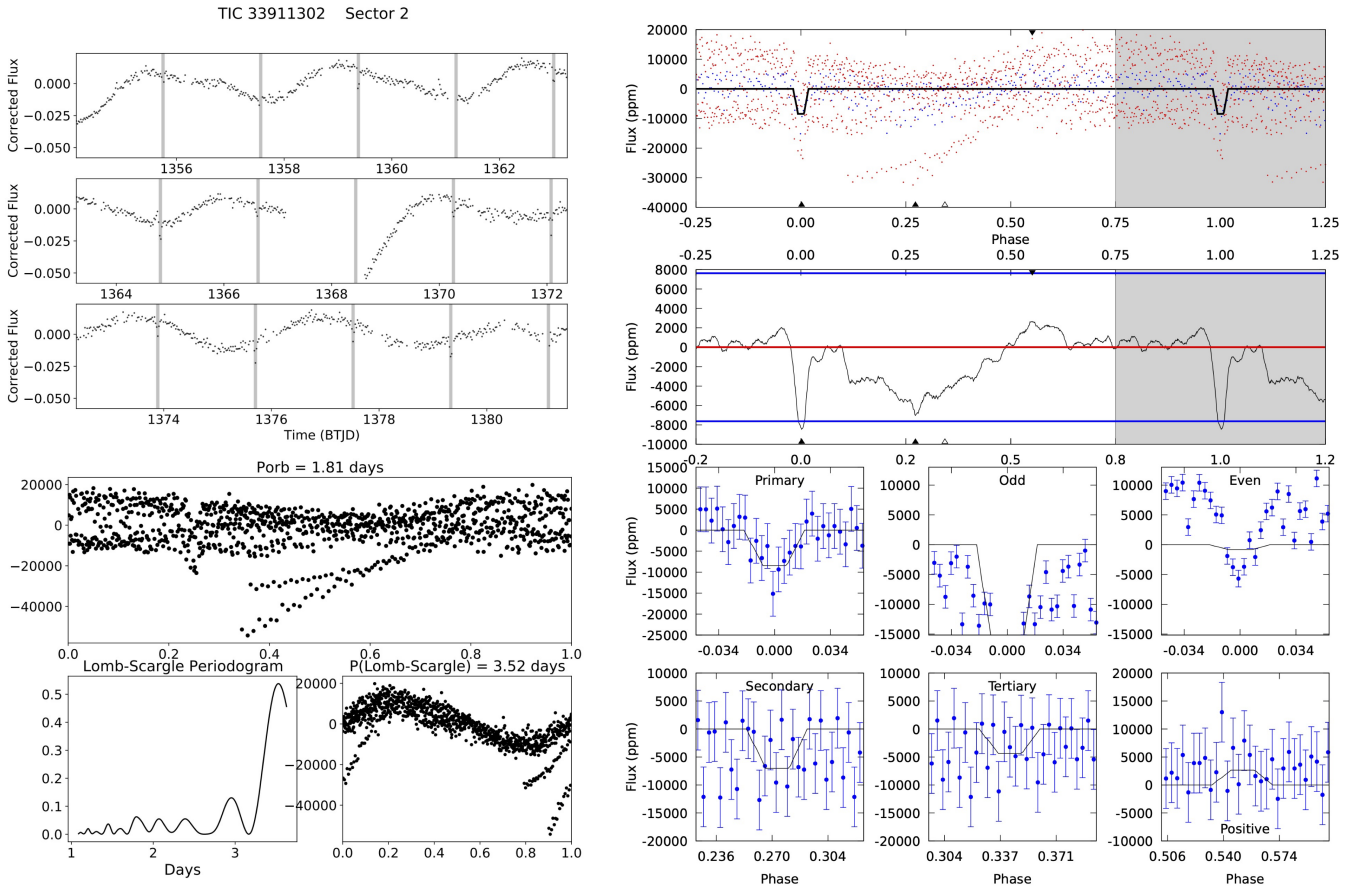 TIC 33911302 Sector 2
Corrected Flux
0.000
−0.025
−0.050
1356 1358 1360 1362
Corrected Flux
0.000
−0.025
−0.050
1364 1366 1368 1370 1372
Corrected Flux
0.000
−0.025
−0.050
1374 1376 1378 1380
Time (BTJD)
Porb = 1.81 days
20000
0
−20000
−40000
0.0 0.2 0.4 0.6 0.8 1.0
Lomb-Scargle Periodogram
0.5
0.4
0.3
0.2
0.1
0.0
1 2 3
Days
P(Lomb-Scargle) = 3.52 days
20000
0
−20000
−40000
0.0 0.2 0.4 0.6 0.8 1.0
20000
10000
0
-10000
-20000
-30000
-40000
Flux (ppm)
-0.25 0.00 0.25 0.50 0.75 1.00 1.25
Phase
-0.25 0.00 0.25 0.50 0.75 1.00 1.25
8000
6000
4000
2000
0
-2000
-4000
-6000
-8000
-10000
Flux (ppm)
-0.2 0.0 0.2 0.5 0.8 1.0 1.2
Primary
15000
10000
5000
0
-5000
-10000
-15000
-20000
-25000
Flux (ppm)
-0.034 0.000 0.034
Odd
10000
5000
0
-5000
-10000
-15000
-0.034 0.000 0.034
Even
10000
5000
0
-5000
-10000
-15000
-0.034 0.000 0.034
Secondary
10000
5000
0
-5000
-10000
-15000
-20000
Flux (ppm)
0.236 0.270 0.304
Phase
Tertiary
10000
5000
0
-5000
-10000
-15000
-20000
0.304 0.337 0.371
Phase
20000
15000
10000
5000
0
-5000
-10000
Positive
0.506 0.540 0.574
Phase